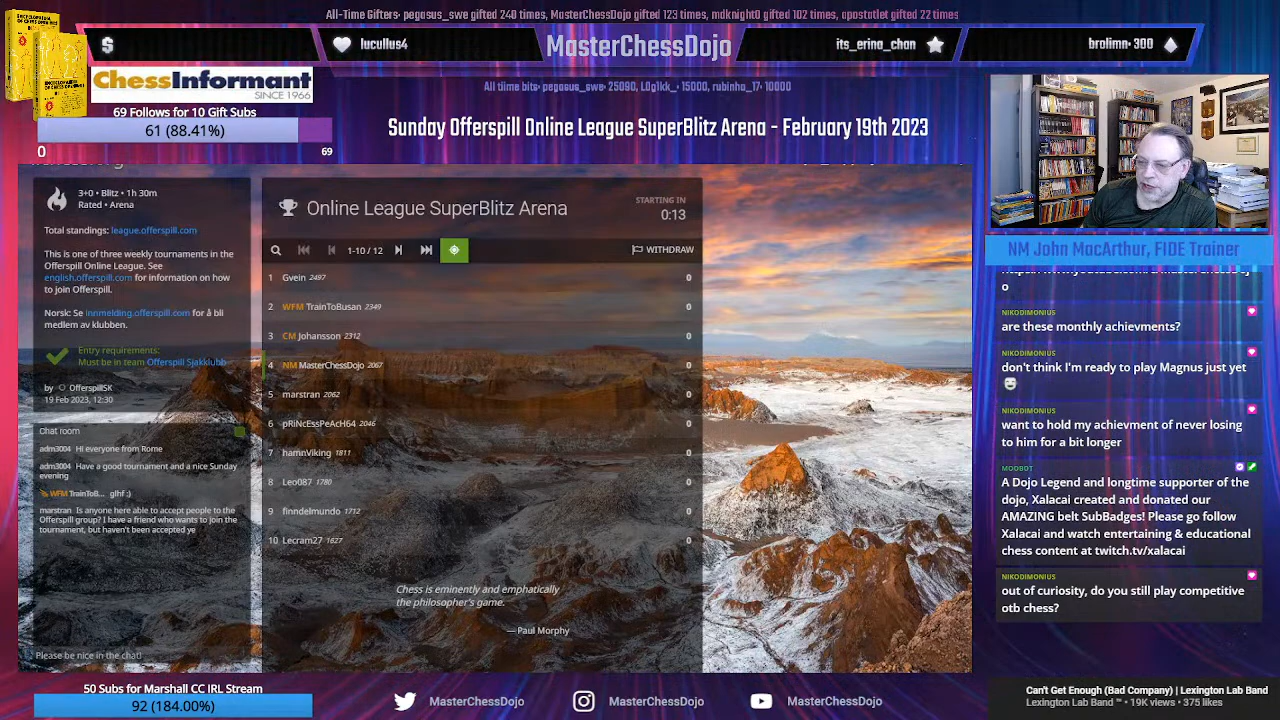 All-Time Gifters• pegasus_swe gifted 240 times, MasterChessDojo gifted 123 times, mdknight0 gifted 102 times, apostatlet gifted 22 times
$
lucullus4
MasterChessDojo
its_erina_chan
brolimn• 300
ChessInformant
SINCE 1966
All time bits• pegasus_swe• 25090, L0g1kk_• 15000, rubinho_17• 10000
69 Follows for 10 Gift Subs
61 (88.41%)
0
69
Sunday Offerspill Online League SuperBlitz Arena - February 19th 2023
3+0 • Blitz • 1h 30m
Rated • Arena
Total standings: league.offerspill.com
This is one of three weekly tournaments in the
Offerspill Online League. See
english.offerspill.com for information on how
to join Offerspill.
Norsk: Se innmelding.offerspill.com for å bli
medlem av klubben.
Entry requirements:
Must be in team Offerspill Sjakklubb
by OfferspillSK
19 Feb 2023, 12:30
Chat room
adm3004 Hi everyone from Rome
adm3004 Have a good tournament and a nice Sunday
evening
WFM TrainToB... glhf :)
marstran Is anyone here able to accept people to the
Offerspill group? I have a friend who wants to join the
tournament, but haven't been accepted ye
Please be nice in the chat!
Online League SuperBlitz Arena
STARTING IN
0:13
1-10 / 12
WITHDRAW
1 Gvein 2497 0
2 WFM TrainToBusan 2349 0
3 CM Johansson 2312 0
4 NM MasterChessDojo 2067 0
5 marstran 2062 0
6 pRiNcEssPeAcH64 2046 0
7 hamnViking 1811 0
8 Leo087 1780 0
9 finndelmundo 1712 0
10 Lecram27 1627 0
Chess is eminently and emphatically
the philosopher's game.
—Paul Morphy
NM John MacArthur, FIDE Trainer
o
NIKODIMONIUS
are these monthly achievments?
NIKODIMONIUS
don't think I'm ready to play Magnus just yet
NIKODIMONIUS
want to hold my achievment of never losing
to him for a bit longer
MOOBOT
A Dojo Legend and longtime supporter of the
dojo, Xalacai created and donated our
AMAZING belt SubBadges! Please go follow
Xalacai and watch entertaining & educational
chess content at twitch.tv/xalacai
NIKODIMONIUS
out of curiosity, do you still play competitive
otb chess?
50 Subs for Marshall CC IRL Stream
92 (184.00%)
MasterChessDojo
MasterChessDojo
MasterChessDojo
Can't Get Enough (Bad Company) | Lexington Lab Band
Lexington Lab Band ™ • 19K views • 375 likes